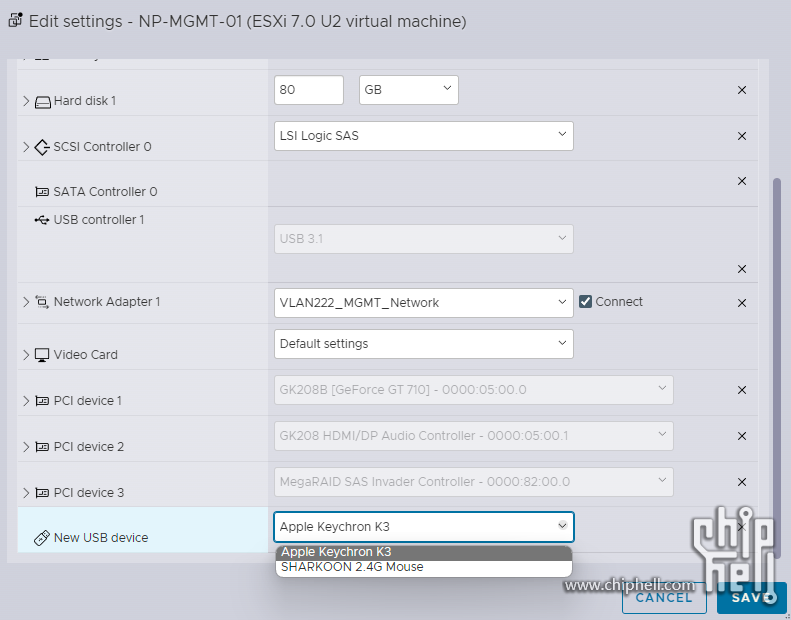 Edit settings - NP-MGMT-01 (ESXi 7.0 U2 virtual machine)
Hard disk 1
80
GB
SCSI Controller 0
LSI Logic SAS
SATA Controller 0
USB controller 1
USB 3.1
Network Adapter 1
VLAN222_MGMT_Network
Connect
Video Card
Default settings
PCI device 1
GK208B [GeForce GT 710] - 0000:05:00.0
PCI device 2
GK208 HDMI/DP Audio Controller - 0000:05:00.1
PCI device 3
MegaRAID SAS Invader Controller - 0000:82:00.0
New USB device
Apple Keychron K3
Apple Keychron K3
SHARKOON 2.4G Mouse
chip hell
www.chiphell.com
CANCEL
SAVE